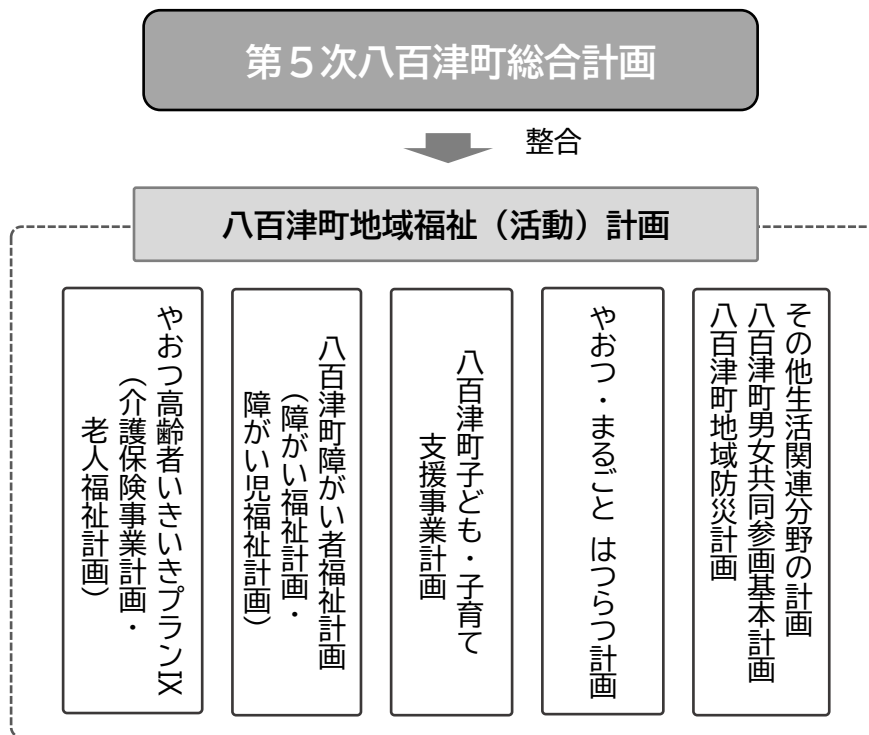 第５次八百津町総合計画
整合
八百津町地域福祉（活動）計画
やおつ高齢者いきいきプランⅨ
（介護保険事業計画・
老人福祉計画）
八百津町障がい者福祉計画
（障がい福祉計画・
障がい児福祉計画）
八百津町子ども・子育て
支援事業計画
やおつ・まるごと はつらつ計画
その他生活関連分野の計画
八百津町男女共同参画基本計画
八百津町地域防災計画